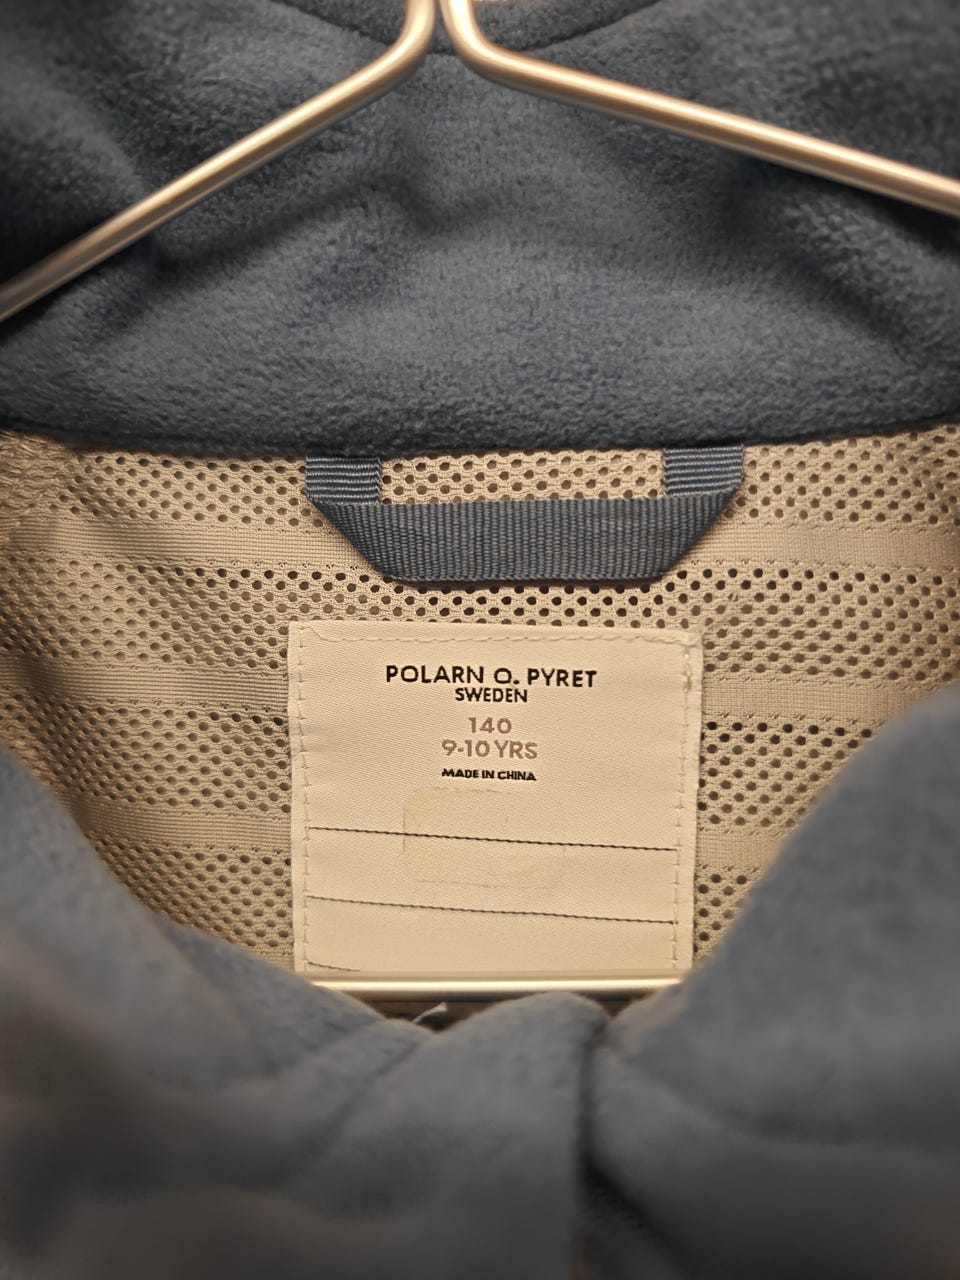 POLARN O. PYRET
SWEDEN
140
9-10 YRS
MADE IN CHINA